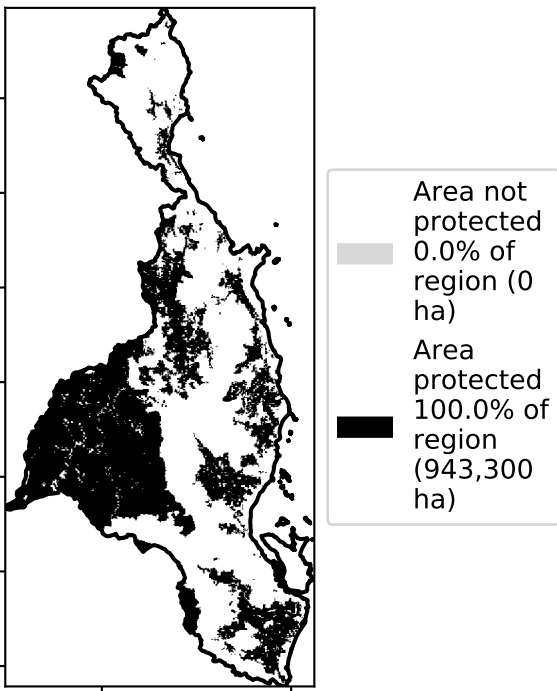 Area not
protected
0.0% of
region (0
ha)
Area
protected
100.0% of
region
(943,300
ha)